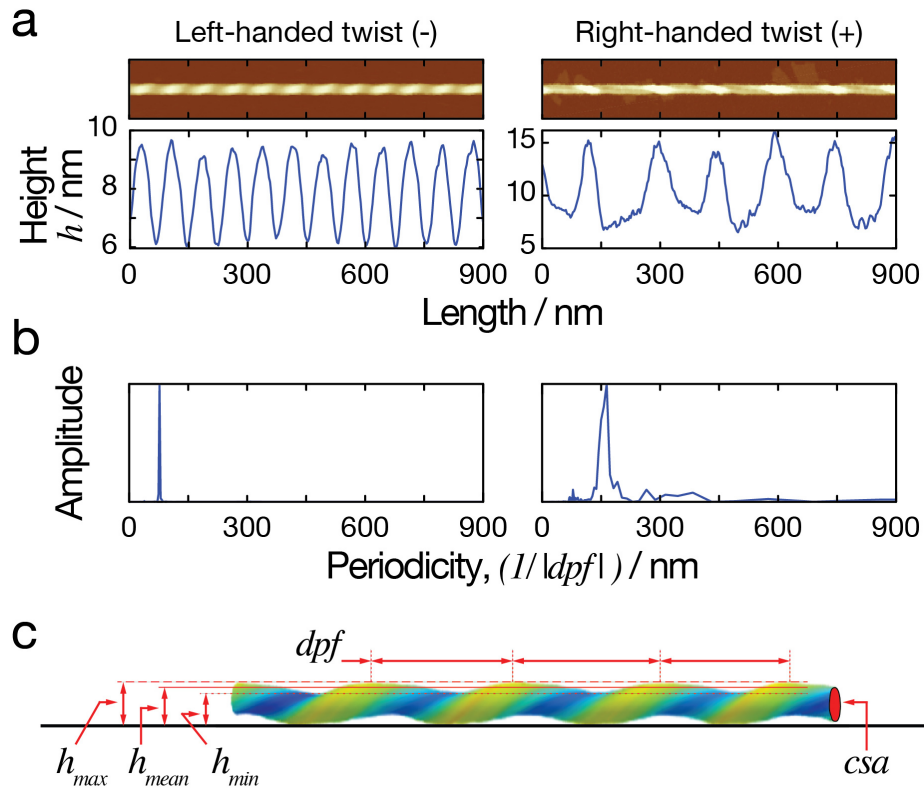 a
Left-handed twist (-)
Right-handed twist (+)
Height
h / nm
10
8
6
15
10
5
0 300 600 900
0 300 600 900
Length / nm
b
Amplitude
0 300 600 900
0 300 600 900
Periodicity, (1/ |dpf| ) / nm
c
dpf
h max h mean h min
csa